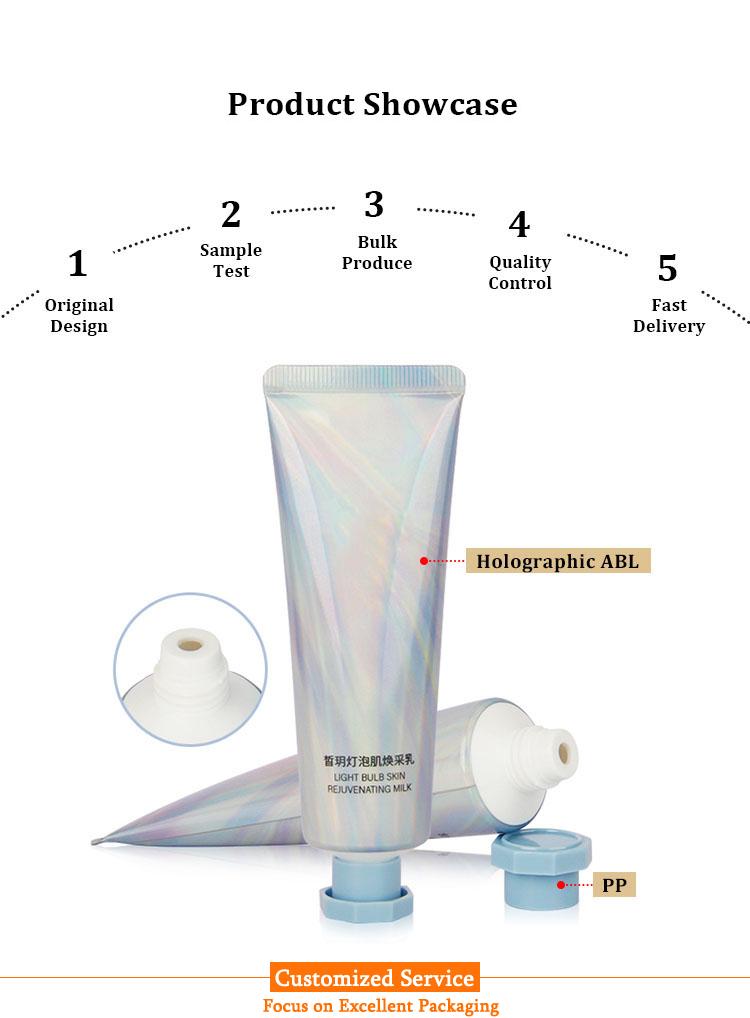 Product Showcase
1
Original
Design
2
Sample
Test
3
Bulk
Produce
4
Quality
Control
5
Fast
Delivery
Holographic ABL
皙玥灯泡肌焕采乳
LIGHT BULB SKIN
REJUVENATING MILK
PP
Customized Service
Focus on Excellent Packaging